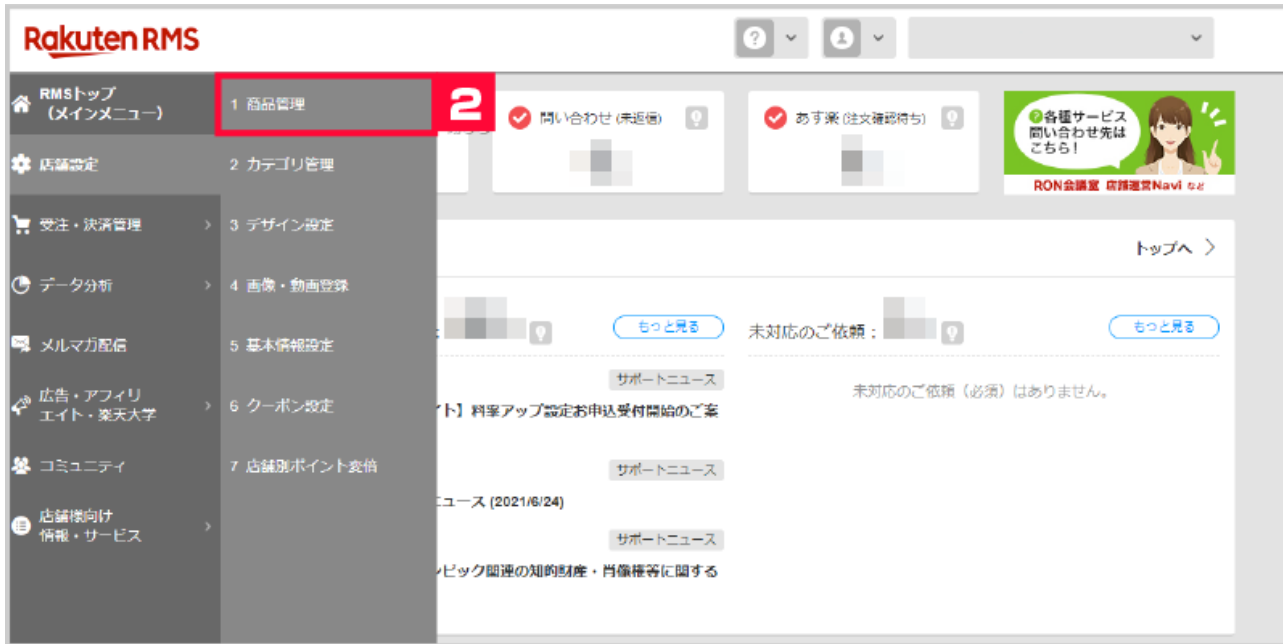 Rakuten RMS
RMSトップ
(メインメニュー)
店舗設定
受注・決済管理
データ分析
メルマガ配信
広告・アフィリ
エイト・楽天大学
コミュニティ
店舗様向け
情報・サービス
1 商品管理
2
2 カテゴリ管理
3 デザイン設定
4 画像・動画登録
5 基本情報設定
6 クーポン設定
7 店舗別ポイント変倍
問い合わせ (未返信)
あす楽 (注文確認待ち)
各種サービス
問い合わせ先は
こちら!
RON会議室 店舗運営Navi など
トップへ
もっと見る
未対応のご依頼:
もっと見る
サポートニュース
未対応のご依頼(必須)はありません。
イト】料率アップ設定お申込受付開始のご案
サポートニュース
ニュース (2021/6/24)
サポートニュース
ンピック関連の知的財産・肖像権等に関する